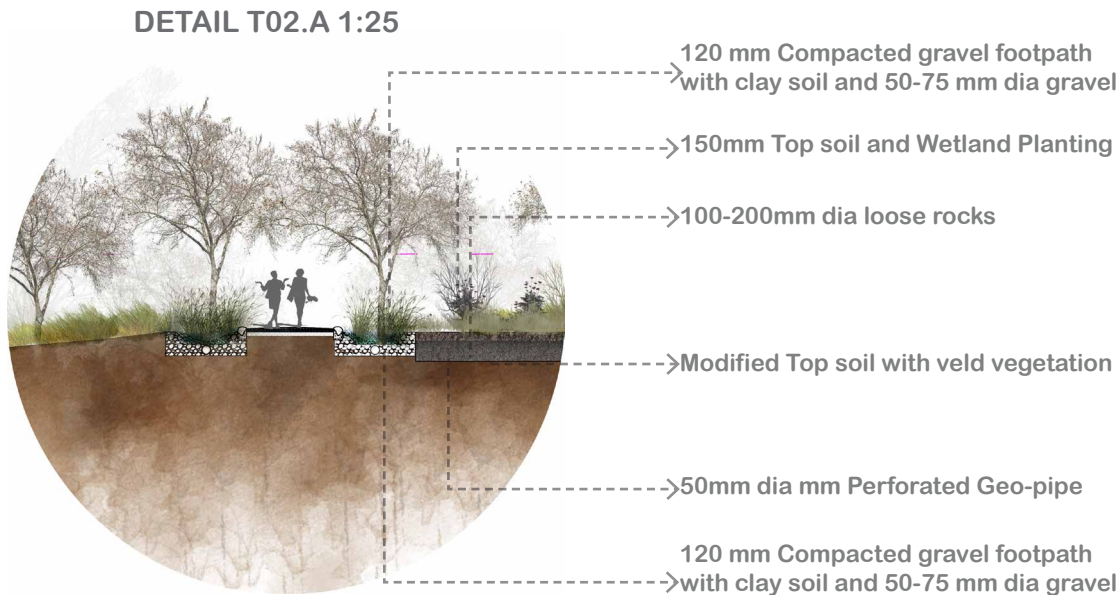 DETAIL T02.A 1:25
120 mm Compacted gravel footpath
with clay soil and 50-75 mm dia gravel
150mm Top soil and Wetland Planting
100-200mm dia loose rocks
Modified Top soil with veld vegetation
50mm dia mm Perforated Geo-pipe
120 mm Compacted gravel footpath
with clay soil and 50-75 mm dia gravel